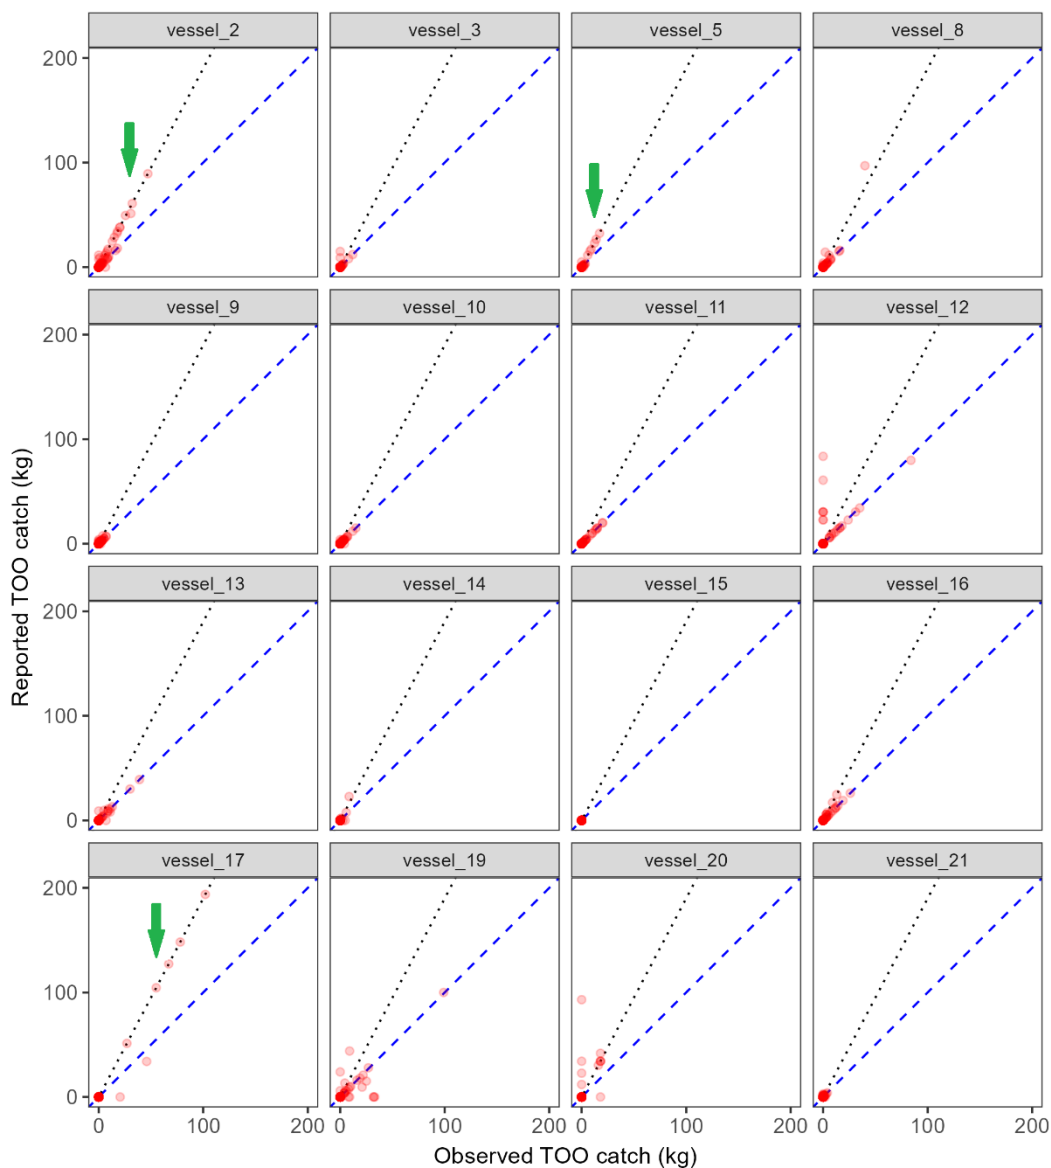 vessel_2 vessel_3 vessel_5 vessel_8
200
100
0
vessel_9 vessel_10 vessel_11 vessel_12
200
100
0
Reported TOO catch (kg)
vessel_13 vessel_14 vessel_15 vessel_16
200
100
0
vessel_17 vessel_19 vessel_20 vessel_21
200
100
0
0 100 200 0 100 200 0 100 200 0 100 200
Observed TOO catch (kg)